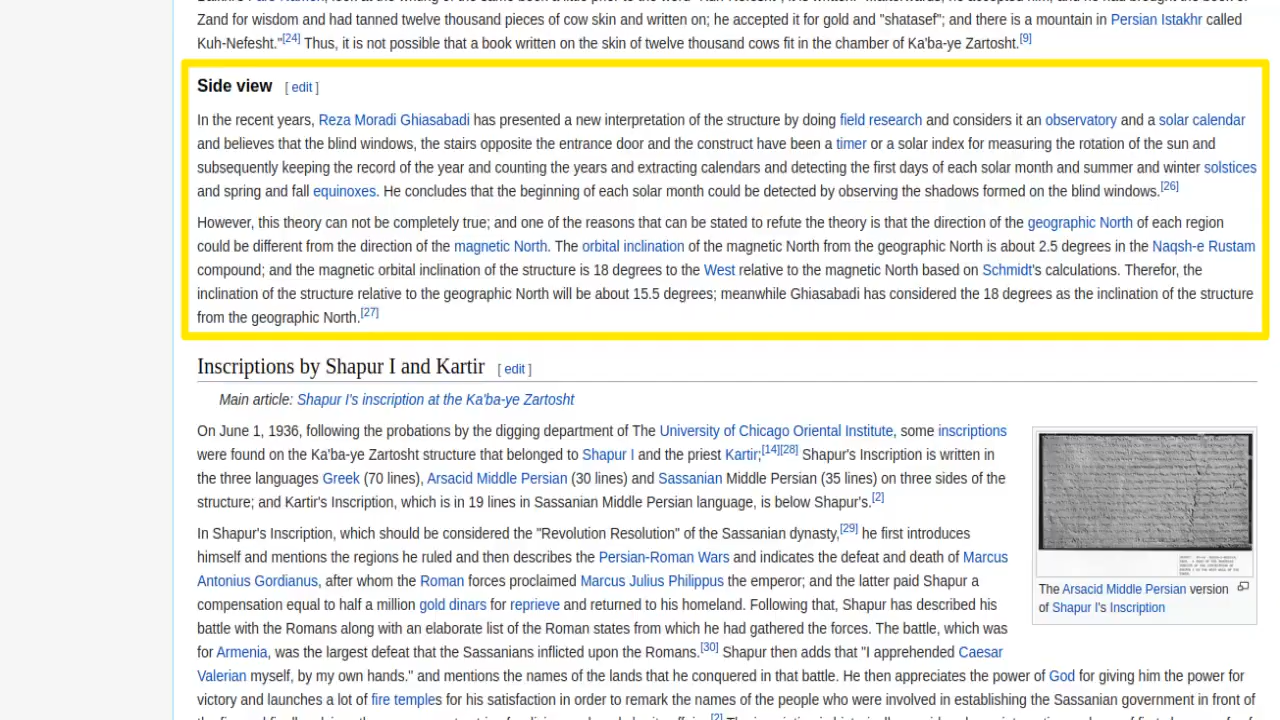 Zand for wisdom and had tanned twelve thousand pieces of cow skin and written on; he accepted it for gold and "shatasef"; and there is a mountain in Persian Istakhr called
Kuh-Nefesht."[24] Thus, it is not possible that a book written on the skin of twelve thousand cows fit in the chamber of Ka'ba-ye Zartosht.[9]
Side view [ edit ]
In the recent years, Reza Moradi Ghiasabadi has presented a new interpretation of the structure by doing field research and considers it an observatory and a solar calendar
and believes that the blind windows, the stairs opposite the entrance door and the construct have been a timer or a solar index for measuring the rotation of the sun and
subsequently keeping the record of the year and counting the years and extracting calendars and detecting the first days of each solar month and summer and winter solstices
and spring and fall equinoxes. He concludes that the beginning of each solar month could be detected by observing the shadows formed on the blind windows.[26]
However, this theory can not be completely true; and one of the reasons that can be stated to refute the theory is that the direction of the geographic North of each region
could be different from the direction of the magnetic North. The orbital inclination of the magnetic North from the geographic North is about 2.5 degrees in the Naqsh-e Rustam
compound; and the magnetic orbital inclination of the structure is 18 degrees to the West relative to the magnetic North based on Schmidt's calculations. Therefor, the
inclination of the structure relative to the geographic North will be about 15.5 degrees; meanwhile Ghiasabadi has considered the 18 degrees as the inclination of the structure
from the geographic North.[27]
Inscriptions by Shapur I and Kartir [ edit ]
Main article: Shapur I's inscription at the Ka'ba-ye Zartosht
On June 1, 1936, following the probations by the digging department of The University of Chicago Oriental Institute, some inscriptions
were found on the Ka'ba-ye Zartosht structure that belonged to Shapur I and the priest Kartir;[14][28] Shapur's Inscription is written in
the three languages Greek (70 lines), Arsacid Middle Persian (30 lines) and Sassanian Middle Persian (35 lines) on three sides of the
structure; and Kartir's Inscription, which is in 19 lines in Sassanian Middle Persian language, is below Shapur's.[2]
In Shapur's Inscription, which should be considered the "Revolution Resolution" of the Sassanian dynasty,[29] he first introduces
himself and mentions the regions he ruled and then describes the Persian-Roman Wars and indicates the defeat and death of Marcus
Antonius Gordianus, after whom the Roman forces proclaimed Marcus Julius Philippus the emperor; and the latter paid Shapur a
compensation equal to half a million gold dinars for reprieve and returned to his homeland. Following that, Shapur has described his
battle with the Romans along with an elaborate list of the Roman states from which he had gathered the forces. The battle, which was
for Armenia, was the largest defeat that the Sassanians inflicted upon the Romans.[30] Shapur then adds that "I apprehended Caesar
Valerian myself, by my own hands." and mentions the names of the lands that he conquered in that battle. He then appreciates the power of God for giving him the power for
victory and launches a lot of fire temples for his satisfaction in order to remark the names of the people who were involved in establishing the Sassanian government in front of
The Arsacid Middle Persian version
of Shapur I's Inscription